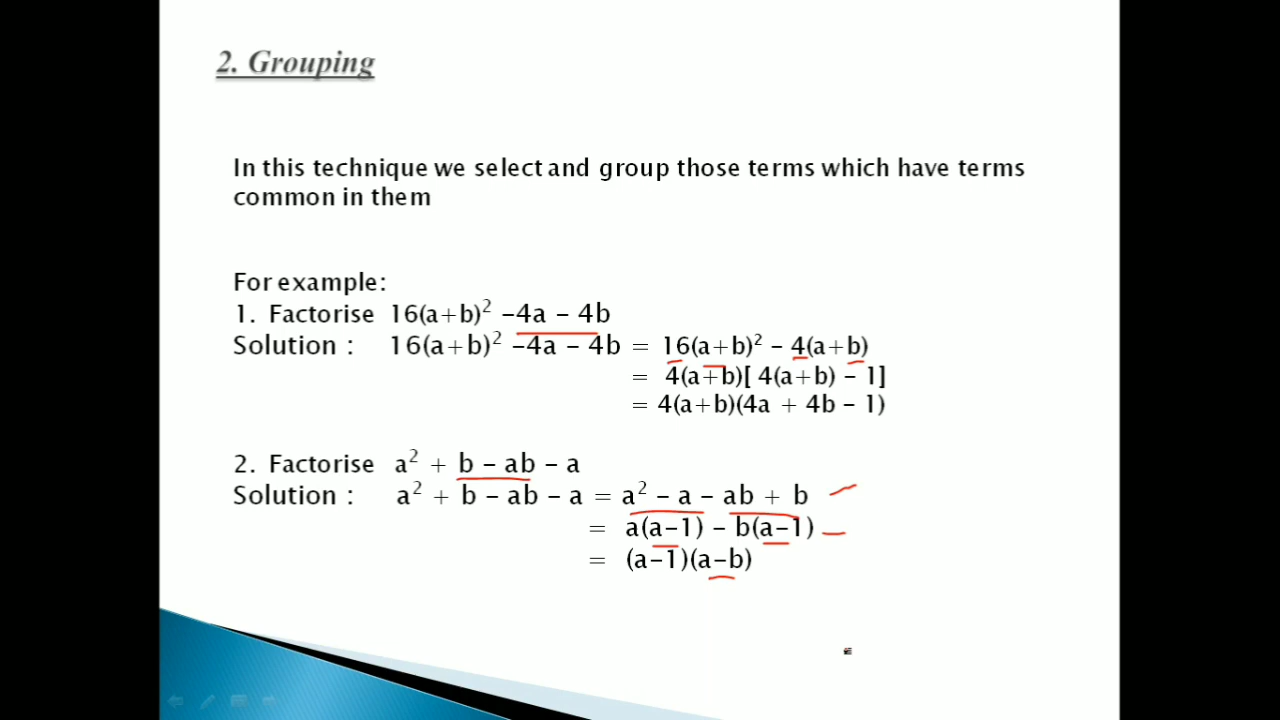 2. Grouping
In this technique we select and group those terms which have terms
common in them
For example:
1. Factorise 16(a+b)² –4a – 4b
Solution : 16(a+b)² –4a – 4b = 16(a+b)² – 4(a+b)
= 4(a+b)[ 4(a+b) – 1]
= 4(a+b)(4a + 4b – 1)
2. Factorise a² + b – ab – a
Solution : a² + b – ab – a = a² – a – ab + b
= a(a–1) – b(a–1)
= (a–1)(a–b)